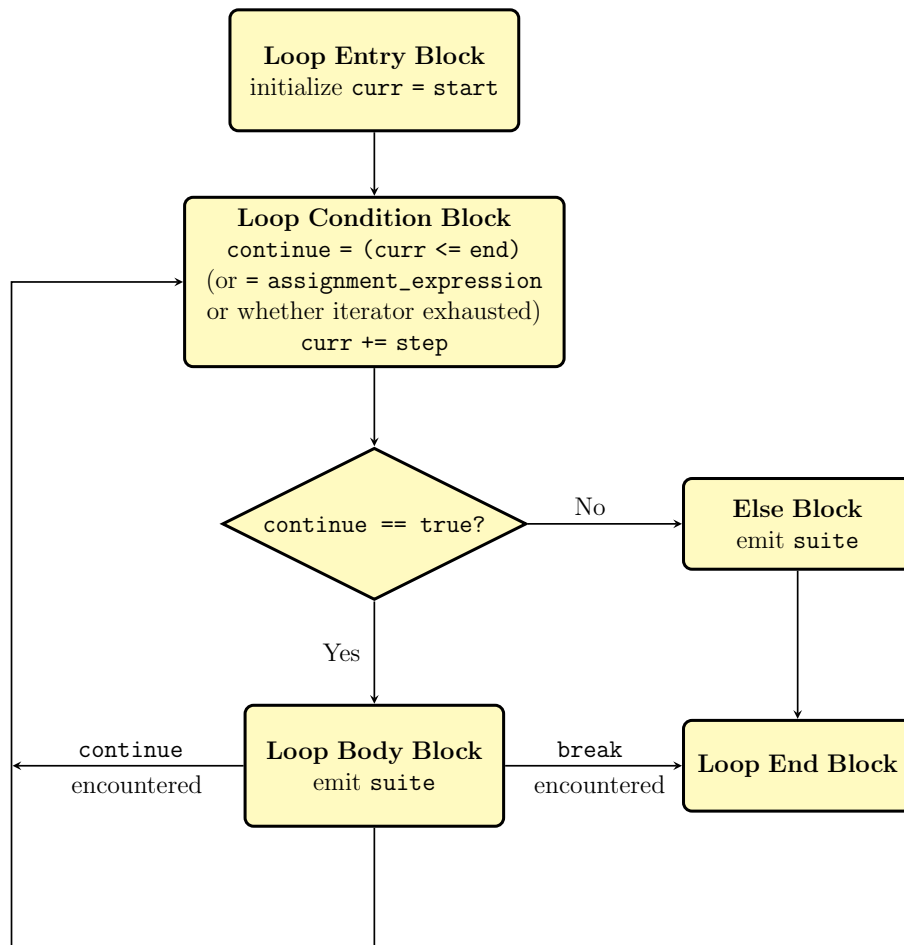 Loop Entry Block
initialize curr = start
Loop Condition Block
continue = (curr <= end)
(or = assignment_expression
or whether iterator exhausted)
curr += step
continue == true?
No
Else Block
emit suite
Yes
Loop Body Block
emit suite
continue
encountered
break
encountered
Loop End Block